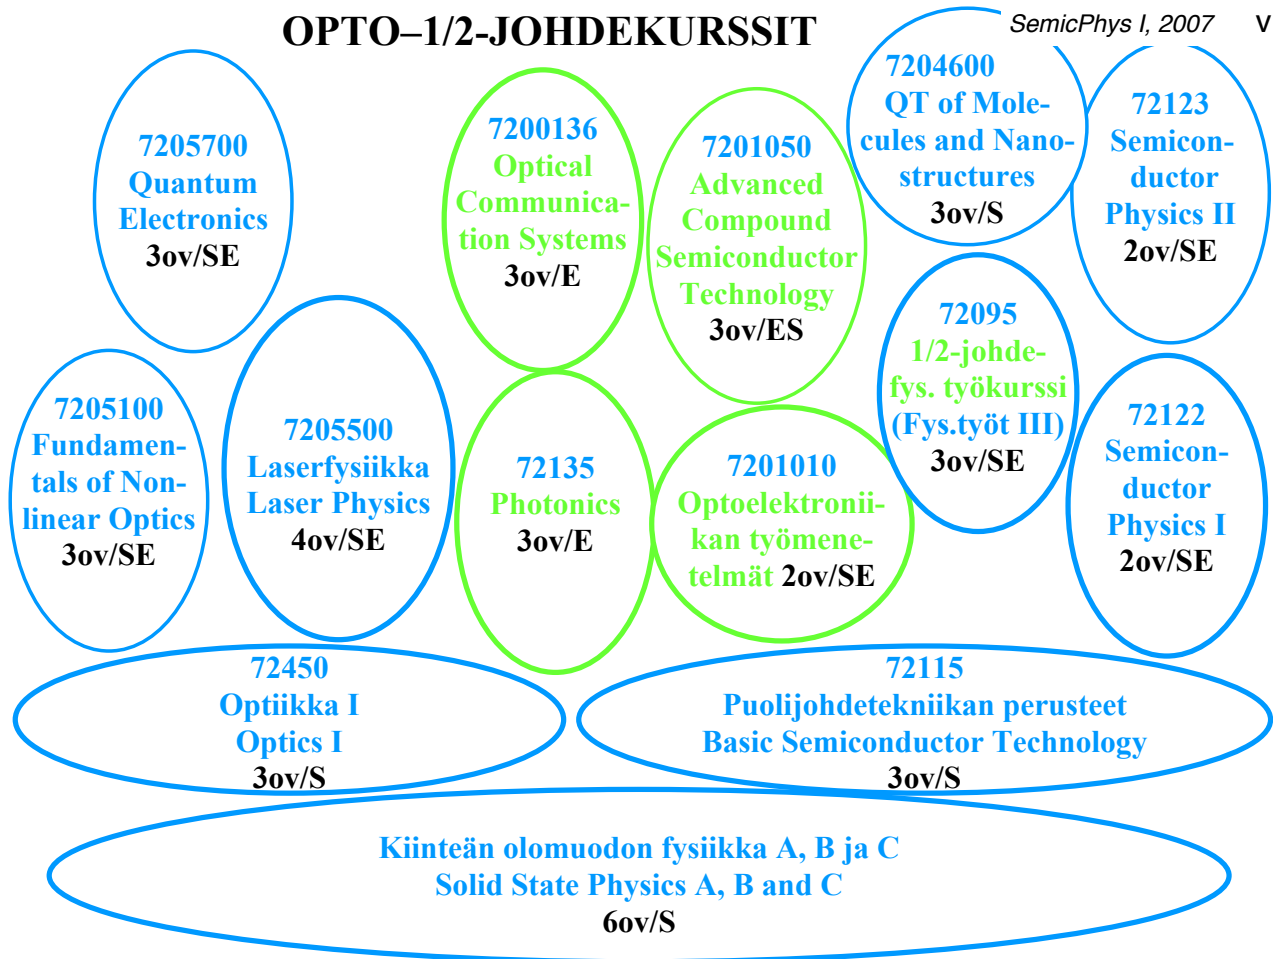 OPTO–1/2-JOHDEKURSSIT
SemicPhys I, 2007 V
7205700
Quantum
Electronics
3ov/SE
7200136
Optical
Communica-
tion Systems
3ov/E
7201050
Advanced
Compound
Semiconductor
Technology
3ov/ES
7204600
QT of Mole-
cules and Nano-
structures
3ov/S
72123
Semicon-
ductor
Physics II
2ov/SE
7205100
Fundamen-
tals of Non-
linear Optics
3ov/SE
7205500
Laserfysiikka
Laser Physics
4ov/SE
72135
Photonics
3ov/E
7201010
Optoelektronii-
kan työmene-
telmät 2ov/SE
72095
1/2-johde-
fys. työkurssi
(Fys.työt III)
3ov/SE
72122
Semicon-
ductor
Physics I
2ov/SE
72450
Optiikka I
Optics I
3ov/S
72115
Puolijohdetekniikan perusteet
Basic Semiconductor Technology
3ov/S
Kiinteän olomuodon fysiikka A, B ja C
Solid State Physics A, B and C
6ov/S